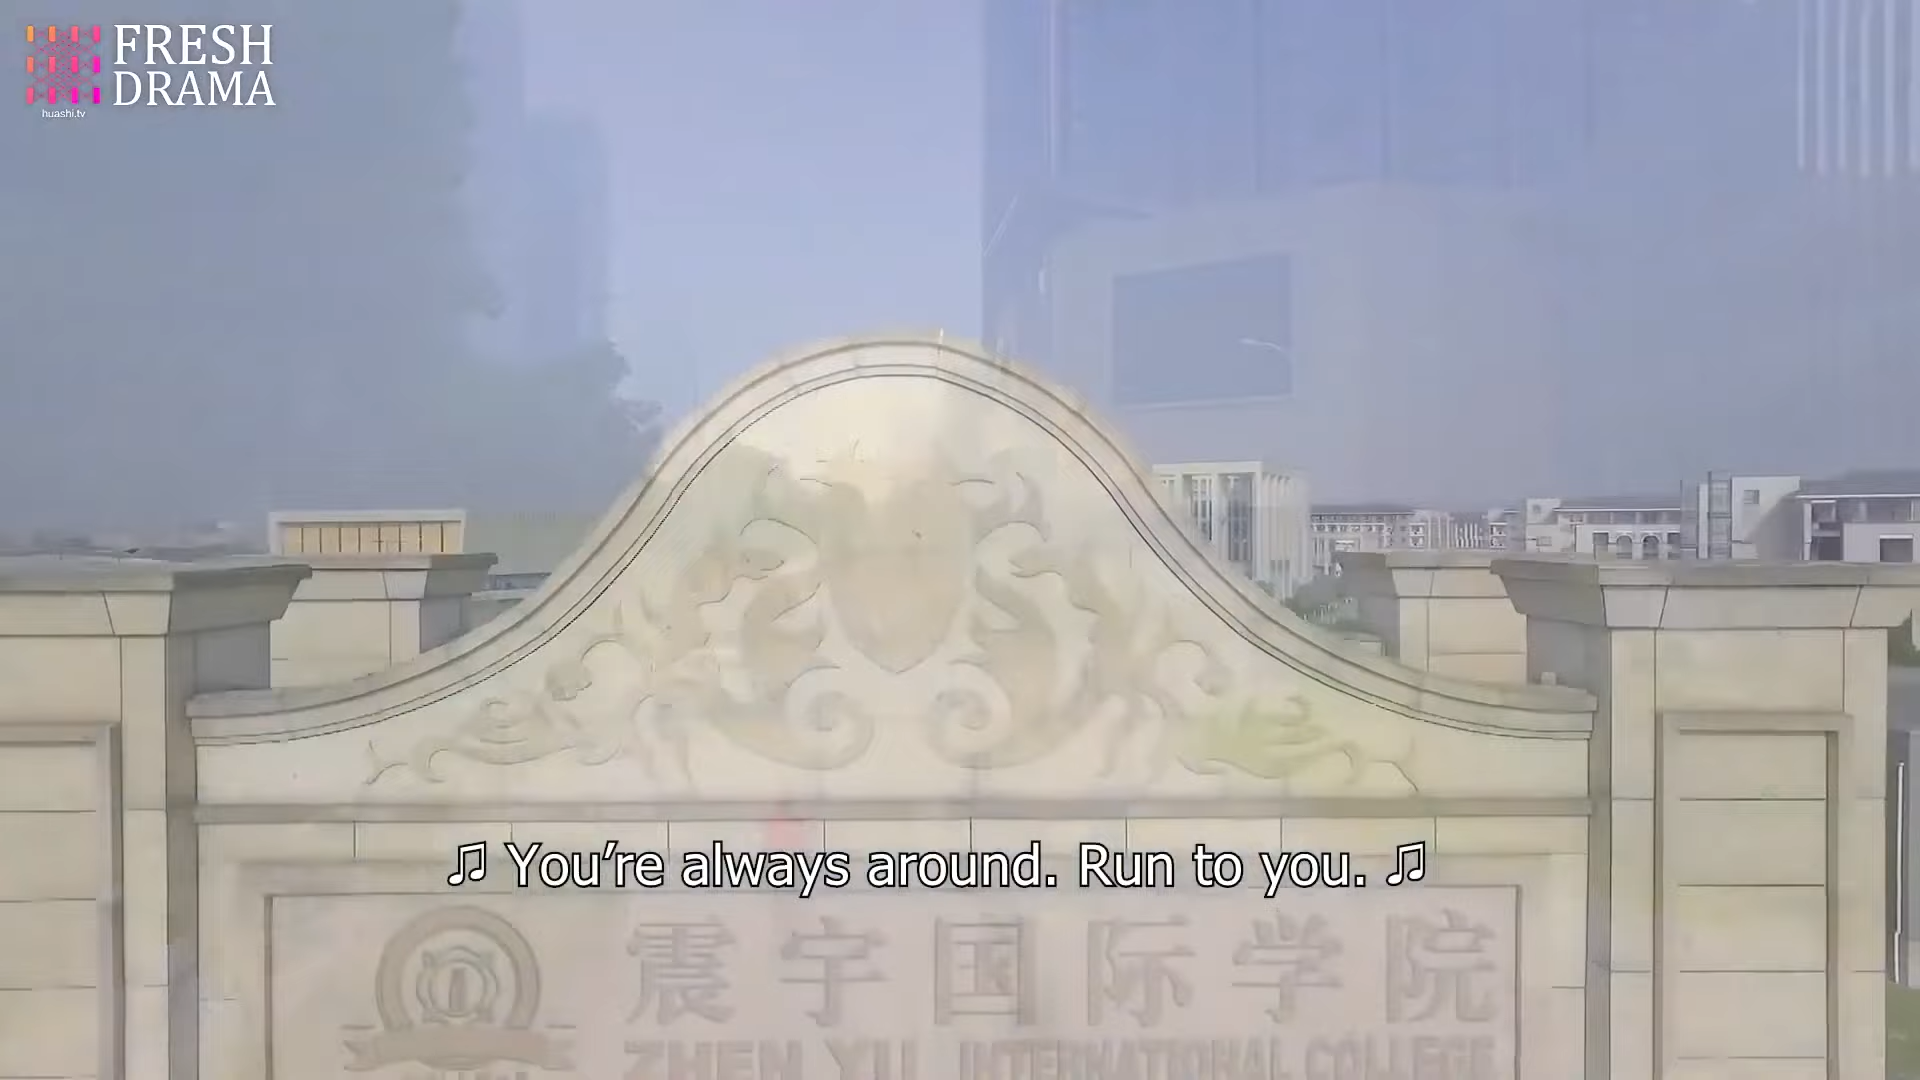 FRESH
DRAMA
huashi.tv
♫ You’re always around. Run to you. ♫
震宇国际学院
ZHEN YU INTERNATIONAL COLLEGE